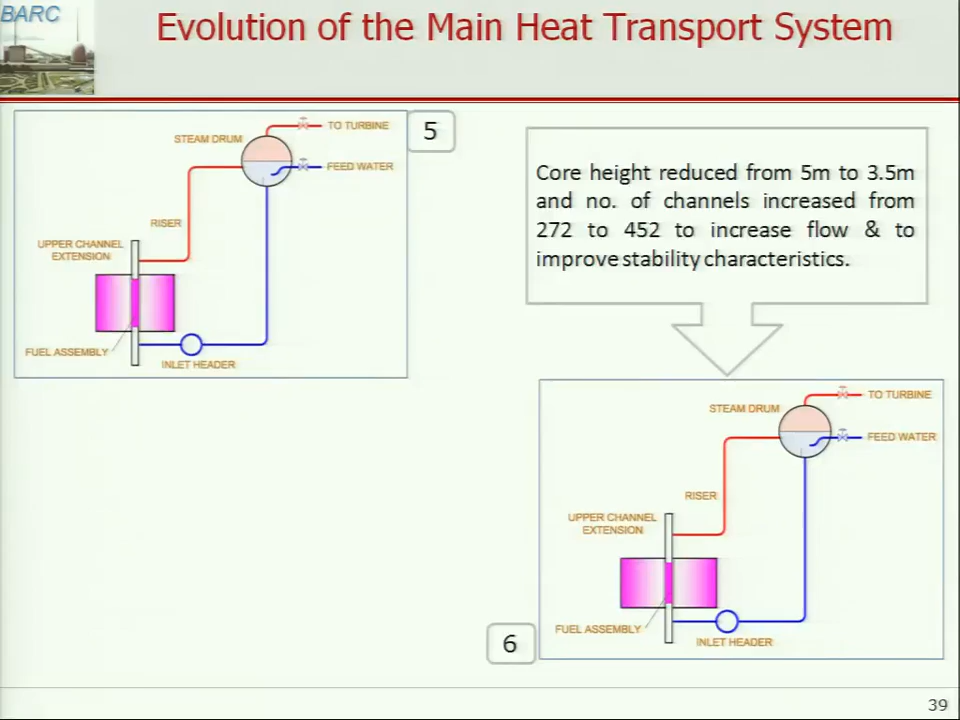 BARC
Evolution of the Main Heat Transport System
5
TO TURBINE
STEAM DRUM
FEED WATER
RISER
UPPER CHANNEL
EXTENSION
FUEL ASSEMBLY
INLET HEADER
Core height reduced from 5m to 3.5m
and no. of channels increased from
272 to 452 to increase flow & to
improve stability characteristics.
TO TURBINE
STEAM DRUM
FEED WATER
RISER
UPPER CHANNEL
EXTENSION
FUEL ASSEMBLY
INLET HEADER
6
39